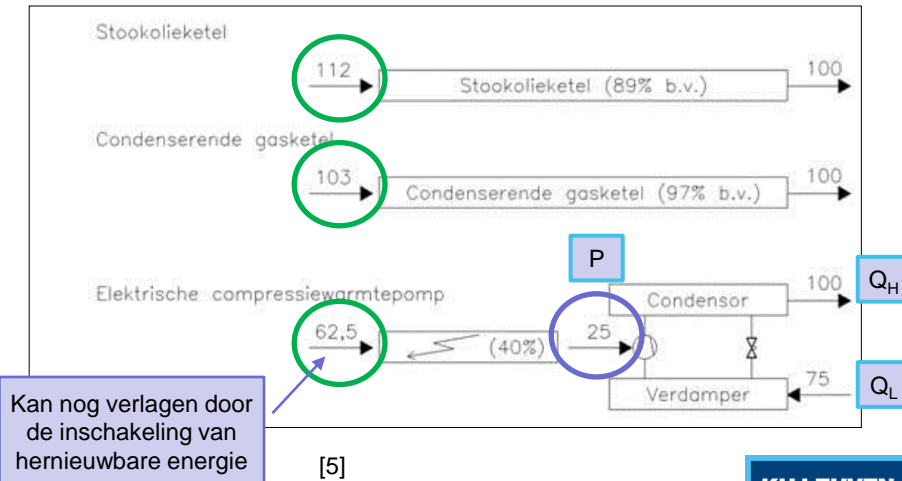 Stookolieketel
112
Stookolieketel (89% b.v.)
100
Condenserende gasketel
103
Condenserende gasketel (97% b.v.)
100
P
Elektrische compressiewarmtepomp
Condensor
100
QH
62,5
(40%)
25
Verdamper
75
QL
Kan nog verlagen door
de inschakeling van
hernieuwbare energie
[5]